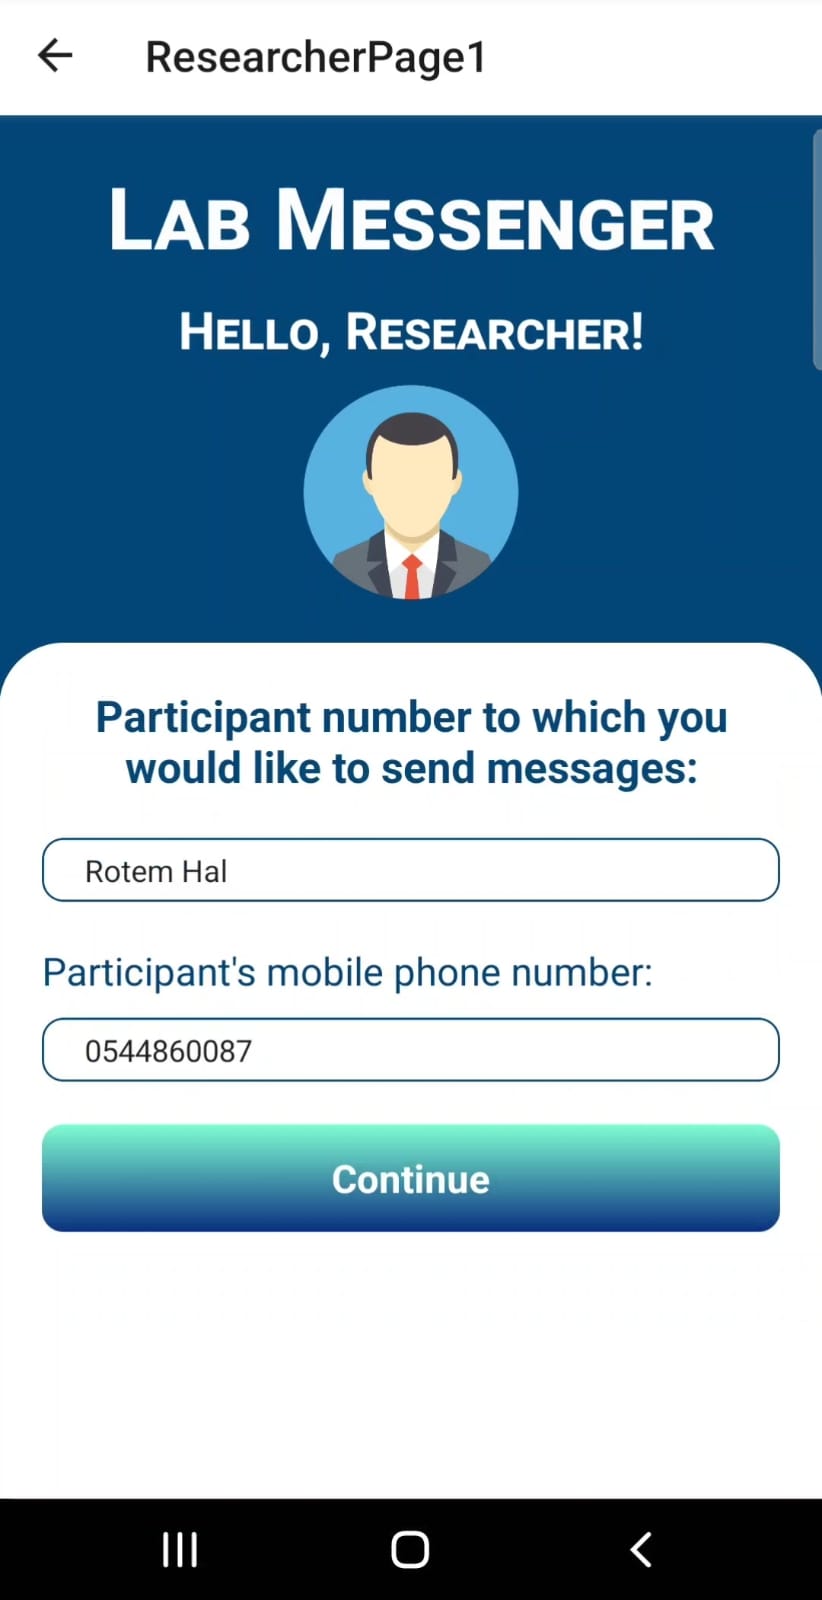 ResearcherPage1
LAB MESSENGER
HELLO, RESEARCHER!
Participant number to which you
would like to send messages:
Rotem Hal
Participant's mobile phone number:
0544860087
Continue